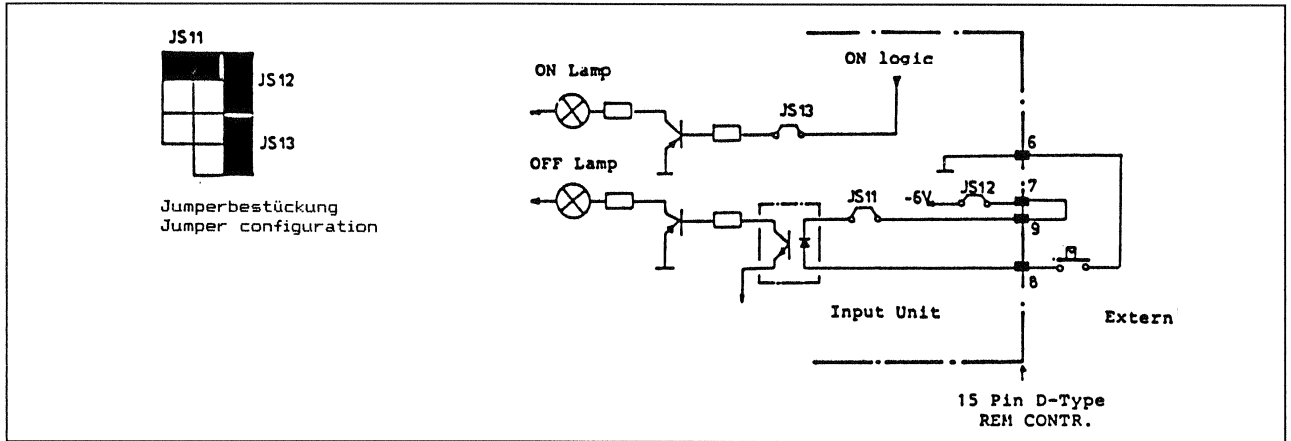 JS11
JS12
JS13
Jumperbestückung
Jumper configuration
ON Lamp
ON logic
JS13
OFF Lamp
6
-6V
JS12
7
JS11
9
8
Input Unit
Extern
15 Pin D-Type
REM CONTR.